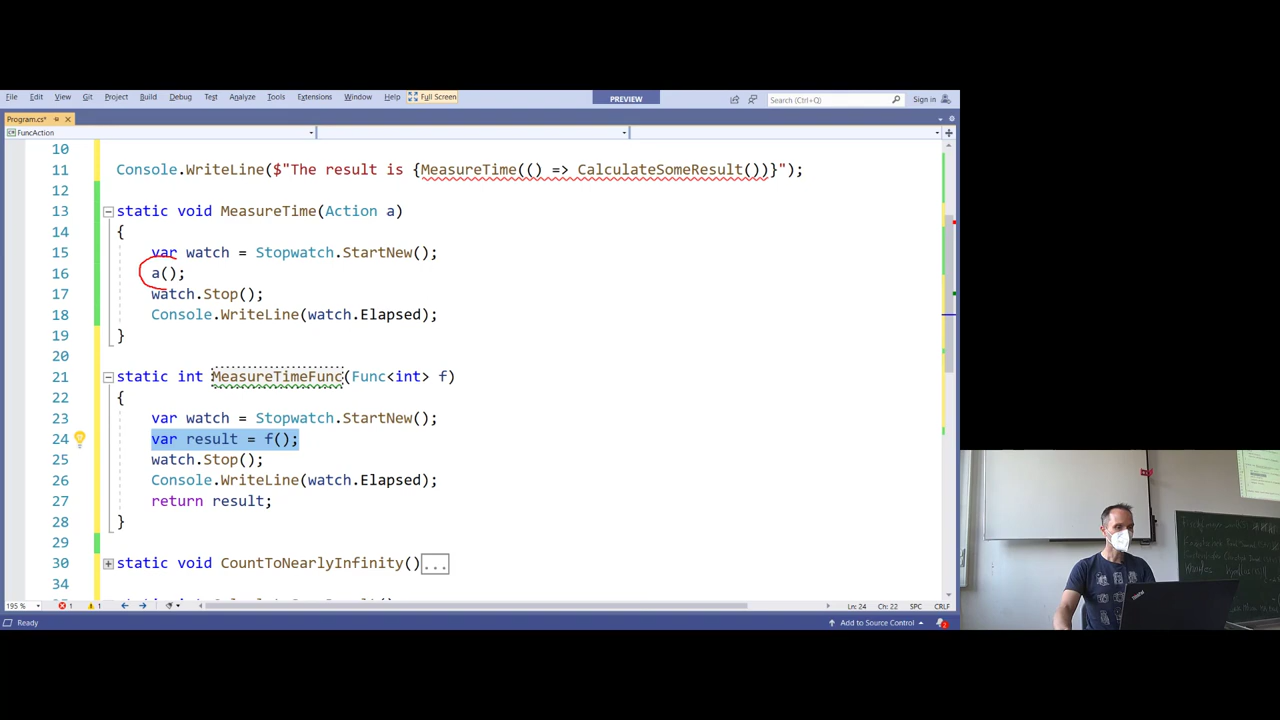 File Edit View Git Project Build Debug Test Analyze Tools Extensions Window Help Full Screen PREVIEW Search (Ctrl+Q) Sign in
Program.cs*
FuncAction
10
11 Console.WriteLine($"The result is {MeasureTime(() => CalculateSomeResult())}");
12
13 static void MeasureTime(Action a)
14 {
15 var watch = Stopwatch.StartNew();
16 a();
17 watch.Stop();
18 Console.WriteLine(watch.Elapsed);
19 }
20
21 static int MeasureTimeFunc(Func<int> f)
22 {
23 var watch = Stopwatch.StartNew();
24 var result = f();
25 watch.Stop();
26 Console.WriteLine(watch.Elapsed);
27 return result;
28 }
29
30 static void CountToNearlyInfinity()...
34
195 % 1 1 Ln: 24 Ch: 22 SPC CRLF
Ready Add to Source Control 2